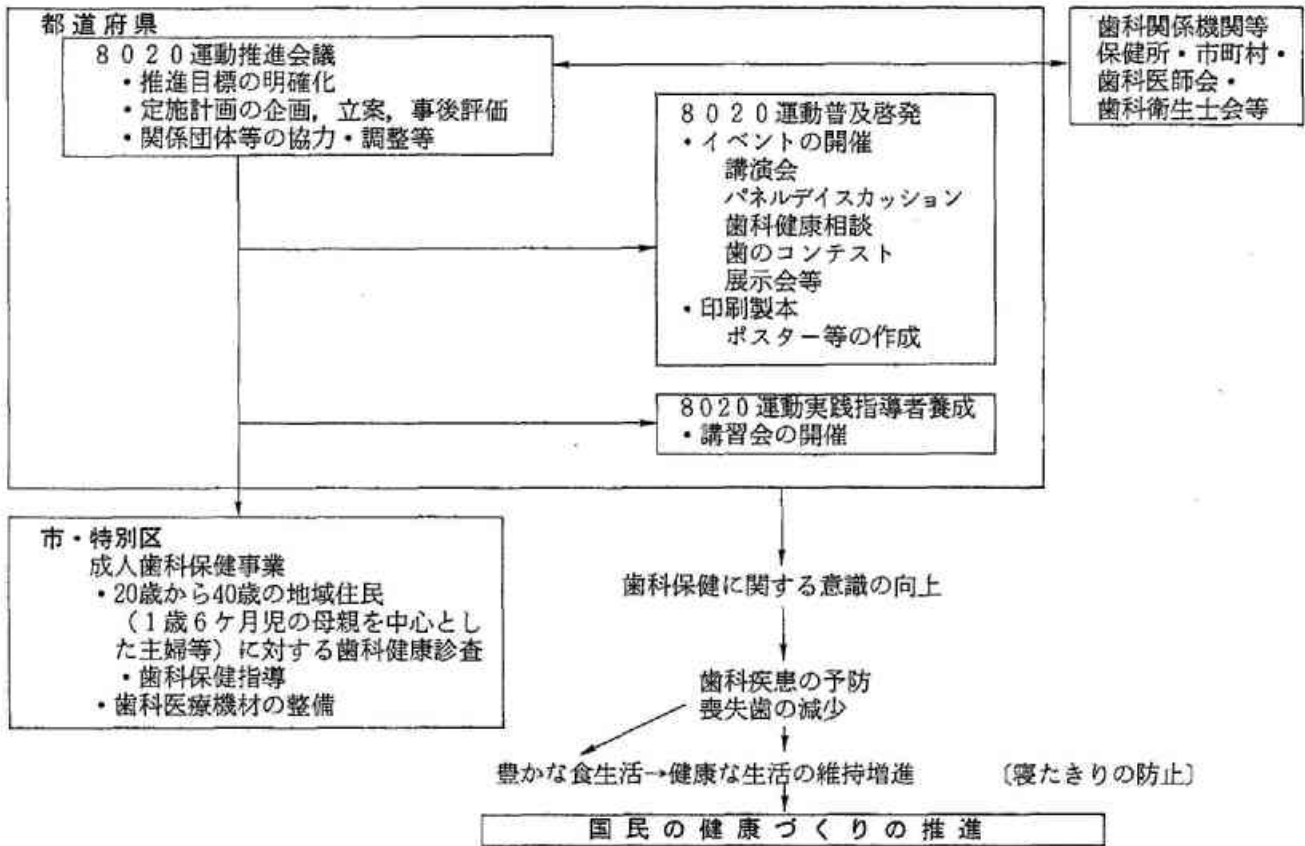 都道府県
8020運動推進会議
・推進目標の明確化
・定施計画の企画，立案，事後評価
・関係団体等の協力・調整等
歯科関係機関等
保健所・市町村・
歯科医師会・
歯科衛生士会等
8020運動普及啓発
・イベントの開催
講演会
パネルデイスカッション
歯科健康相談
歯のコンテスト
展示会等
・印刷製本
ポスター等の作成
8020運動実践指導者養成
・講習会の開催
市・特別区
成人歯科保健事業
・20歳から40歳の地域住民
（1歳6ケ月児の母親を中心とし
た主婦等）に対する歯科健康診査
・歯科保健指導
・歯科医療機材の整備
歯科保健に関する意識の向上
歯科疾患の予防
喪失歯の減少
豊かな食生活→健康な生活の維持増進 〔寝たきりの防止〕
国民の健康づくりの推進